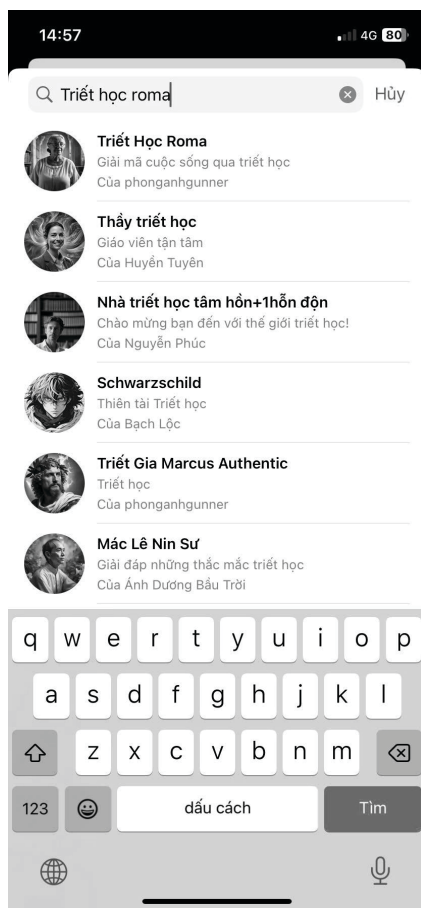 14:57
4G 80
Triết học roma
Hủy
Triết Học Roma
Giải mã cuộc sống qua triết học
Của phonganhgunner
Thầy triết học
Giáo viên tận tâm
Của Huyền Tuyên
Nhà triết học tâm hồn+1hỗn độn
Chào mừng bạn đến với thế giới triết học!
Của Nguyễn Phúc
Schwarzschild
Thiên tài Triết học
Của Bạch Lộc
Triết Gia Marcus Authentic
Triết học
Của phonganhgunner
Mác Lê Nin Sư
Giải đáp những thắc mắc triết học
Của Ánh Dương Bầu Trời
q w e r t y u i o p
a s d f g h j k l
z x c v b n m
123 dấu cách Tìm